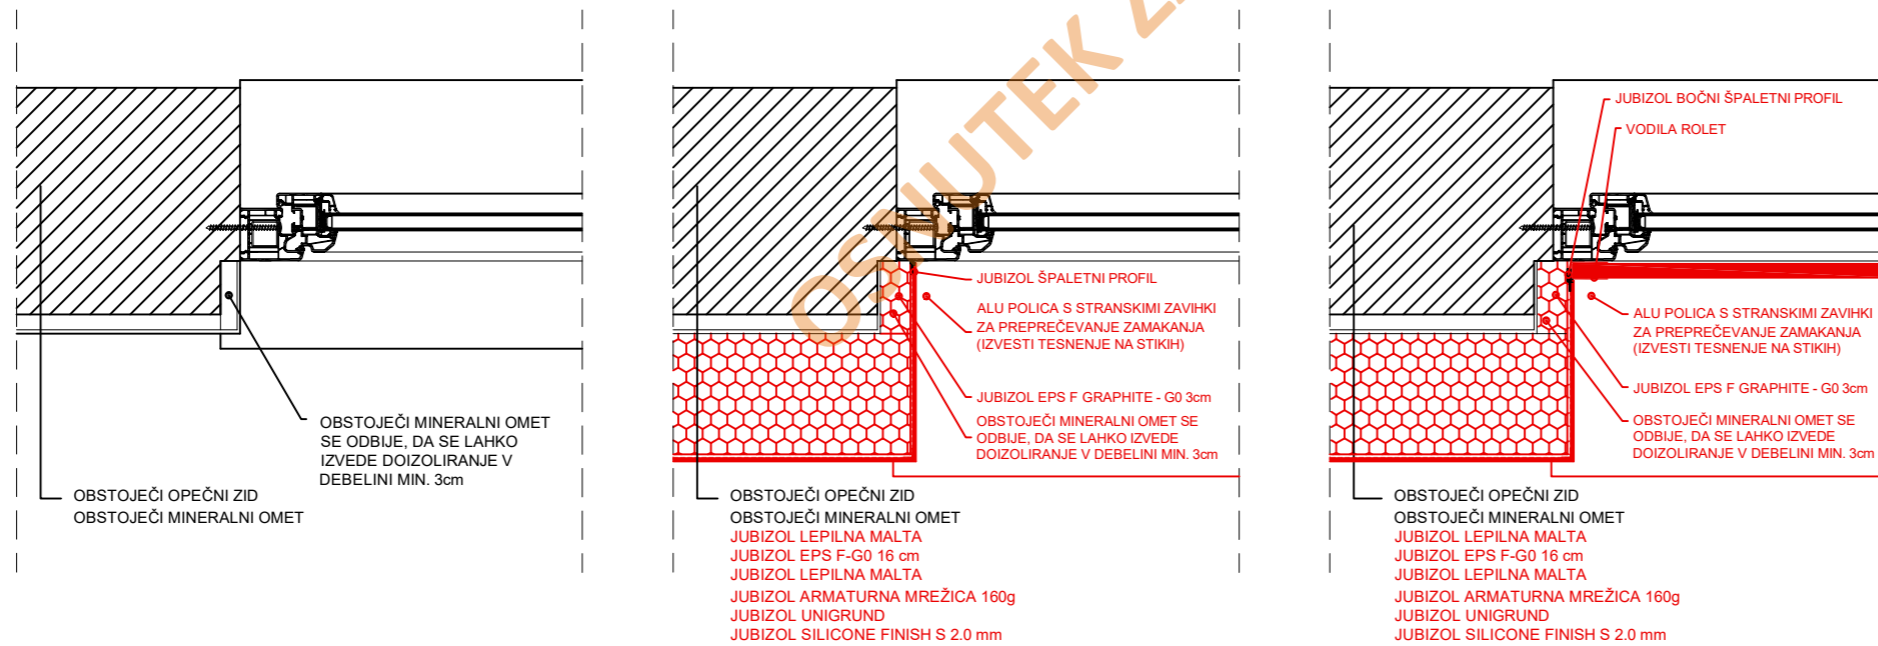 OBSTOJEČI MINERALNI OMET
SE ODBIJE, DA SE LAHKO
IZVEDE DOIZOLIRANJE V
DEBELINI MIN. 3cm
OBSTOJEČI OPEČNI ZID
OBSTOJEČI MINERALNI OMET
OSNUTEK
JUBIZOL ŠPALETNI PROFIL
ALU POLICA S STRANSKIMI ZAVIHKI
ZA PREPREČEVANJE ZAMAKANJA
(IZVESTI TESNENJE NA STIKIH)
JUBIZOL EPS F GRAPHITE - G0 3cm
OBSTOJEČI MINERALNI OMET SE
ODBIJE, DA SE LAHKO IZVEDE
DOIZOLIRANJE V DEBELINI MIN. 3cm
OBSTOJEČI OPEČNI ZID
OBSTOJEČI MINERALNI OMET
JUBIZOL LEPILNA MALTA
JUBIZOL EPS F-G0 16 cm
JUBIZOL LEPILNA MALTA
JUBIZOL ARMATURNA MREŽICA 160g
JUBIZOL UNIGRUND
JUBIZOL SILICONE FINISH S 2.0 mm
JUBIZOL BOČNI ŠPALETNI PROFIL
VODILA ROLET
ALU POLICA S STRANSKIMI ZAVIHKI
ZA PREPREČEVANJE ZAMAKANJA
(IZVESTI TESNENJE NA STIKIH)
JUBIZOL EPS F GRAPHITE - G0 3cm
OBSTOJEČI MINERALNI OMET SE
ODBIJE, DA SE LAHKO IZVEDE
DOIZOLIRANJE V DEBELINI MIN. 3cm
OBSTOJEČI OPEČNI ZID
OBSTOJEČI MINERALNI OMET
JUBIZOL LEPILNA MALTA
JUBIZOL EPS F-G0 16 cm
JUBIZOL LEPILNA MALTA
JUBIZOL ARMATURNA MREŽICA 160g
JUBIZOL UNIGRUND
JUBIZOL SILICONE FINISH S 2.0 mm